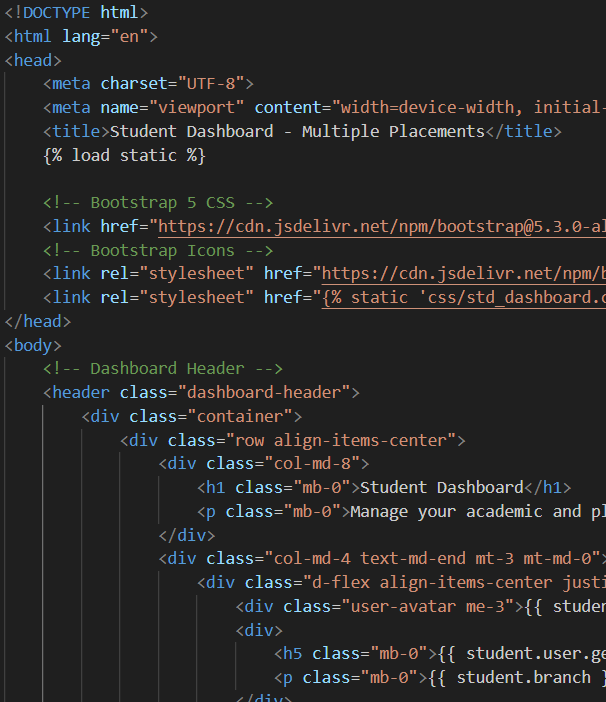 <!DOCTYPE html>
<html lang="en">
<head>
    <meta charset="UTF-8">
    <meta name="viewport" content="width=device-width, initial-
    <title>Student Dashboard - Multiple Placements</title>
    {% load static %}

    <!-- Bootstrap 5 CSS -->
    <link href="https://cdn.jsdelivr.net/npm/bootstrap@5.3.0-al
    <!-- Bootstrap Icons -->
    <link rel="stylesheet" href="https://cdn.jsdelivr.net/npm/b
    <link rel="stylesheet" href="{% static 'css/std_dashboard.c
</head>
<body>
    <!-- Dashboard Header -->
    <header class="dashboard-header">
        <div class="container">
            <div class="row align-items-center">
                <div class="col-md-8">
                    <h1 class="mb-0">Student Dashboard</h1>
                    <p class="mb-0">Manage your academic and pl
                </div>
                <div class="col-md-4 text-md-end mt-3 mt-md-0">
                    <div class="d-flex align-items-center justi
                        <div class="user-avatar me-3">{{ studen
                        <div>
                            <h5 class="mb-0">{{ student.user.ge
                            <p class="mb-0">{{ student.branch }
                        </div>